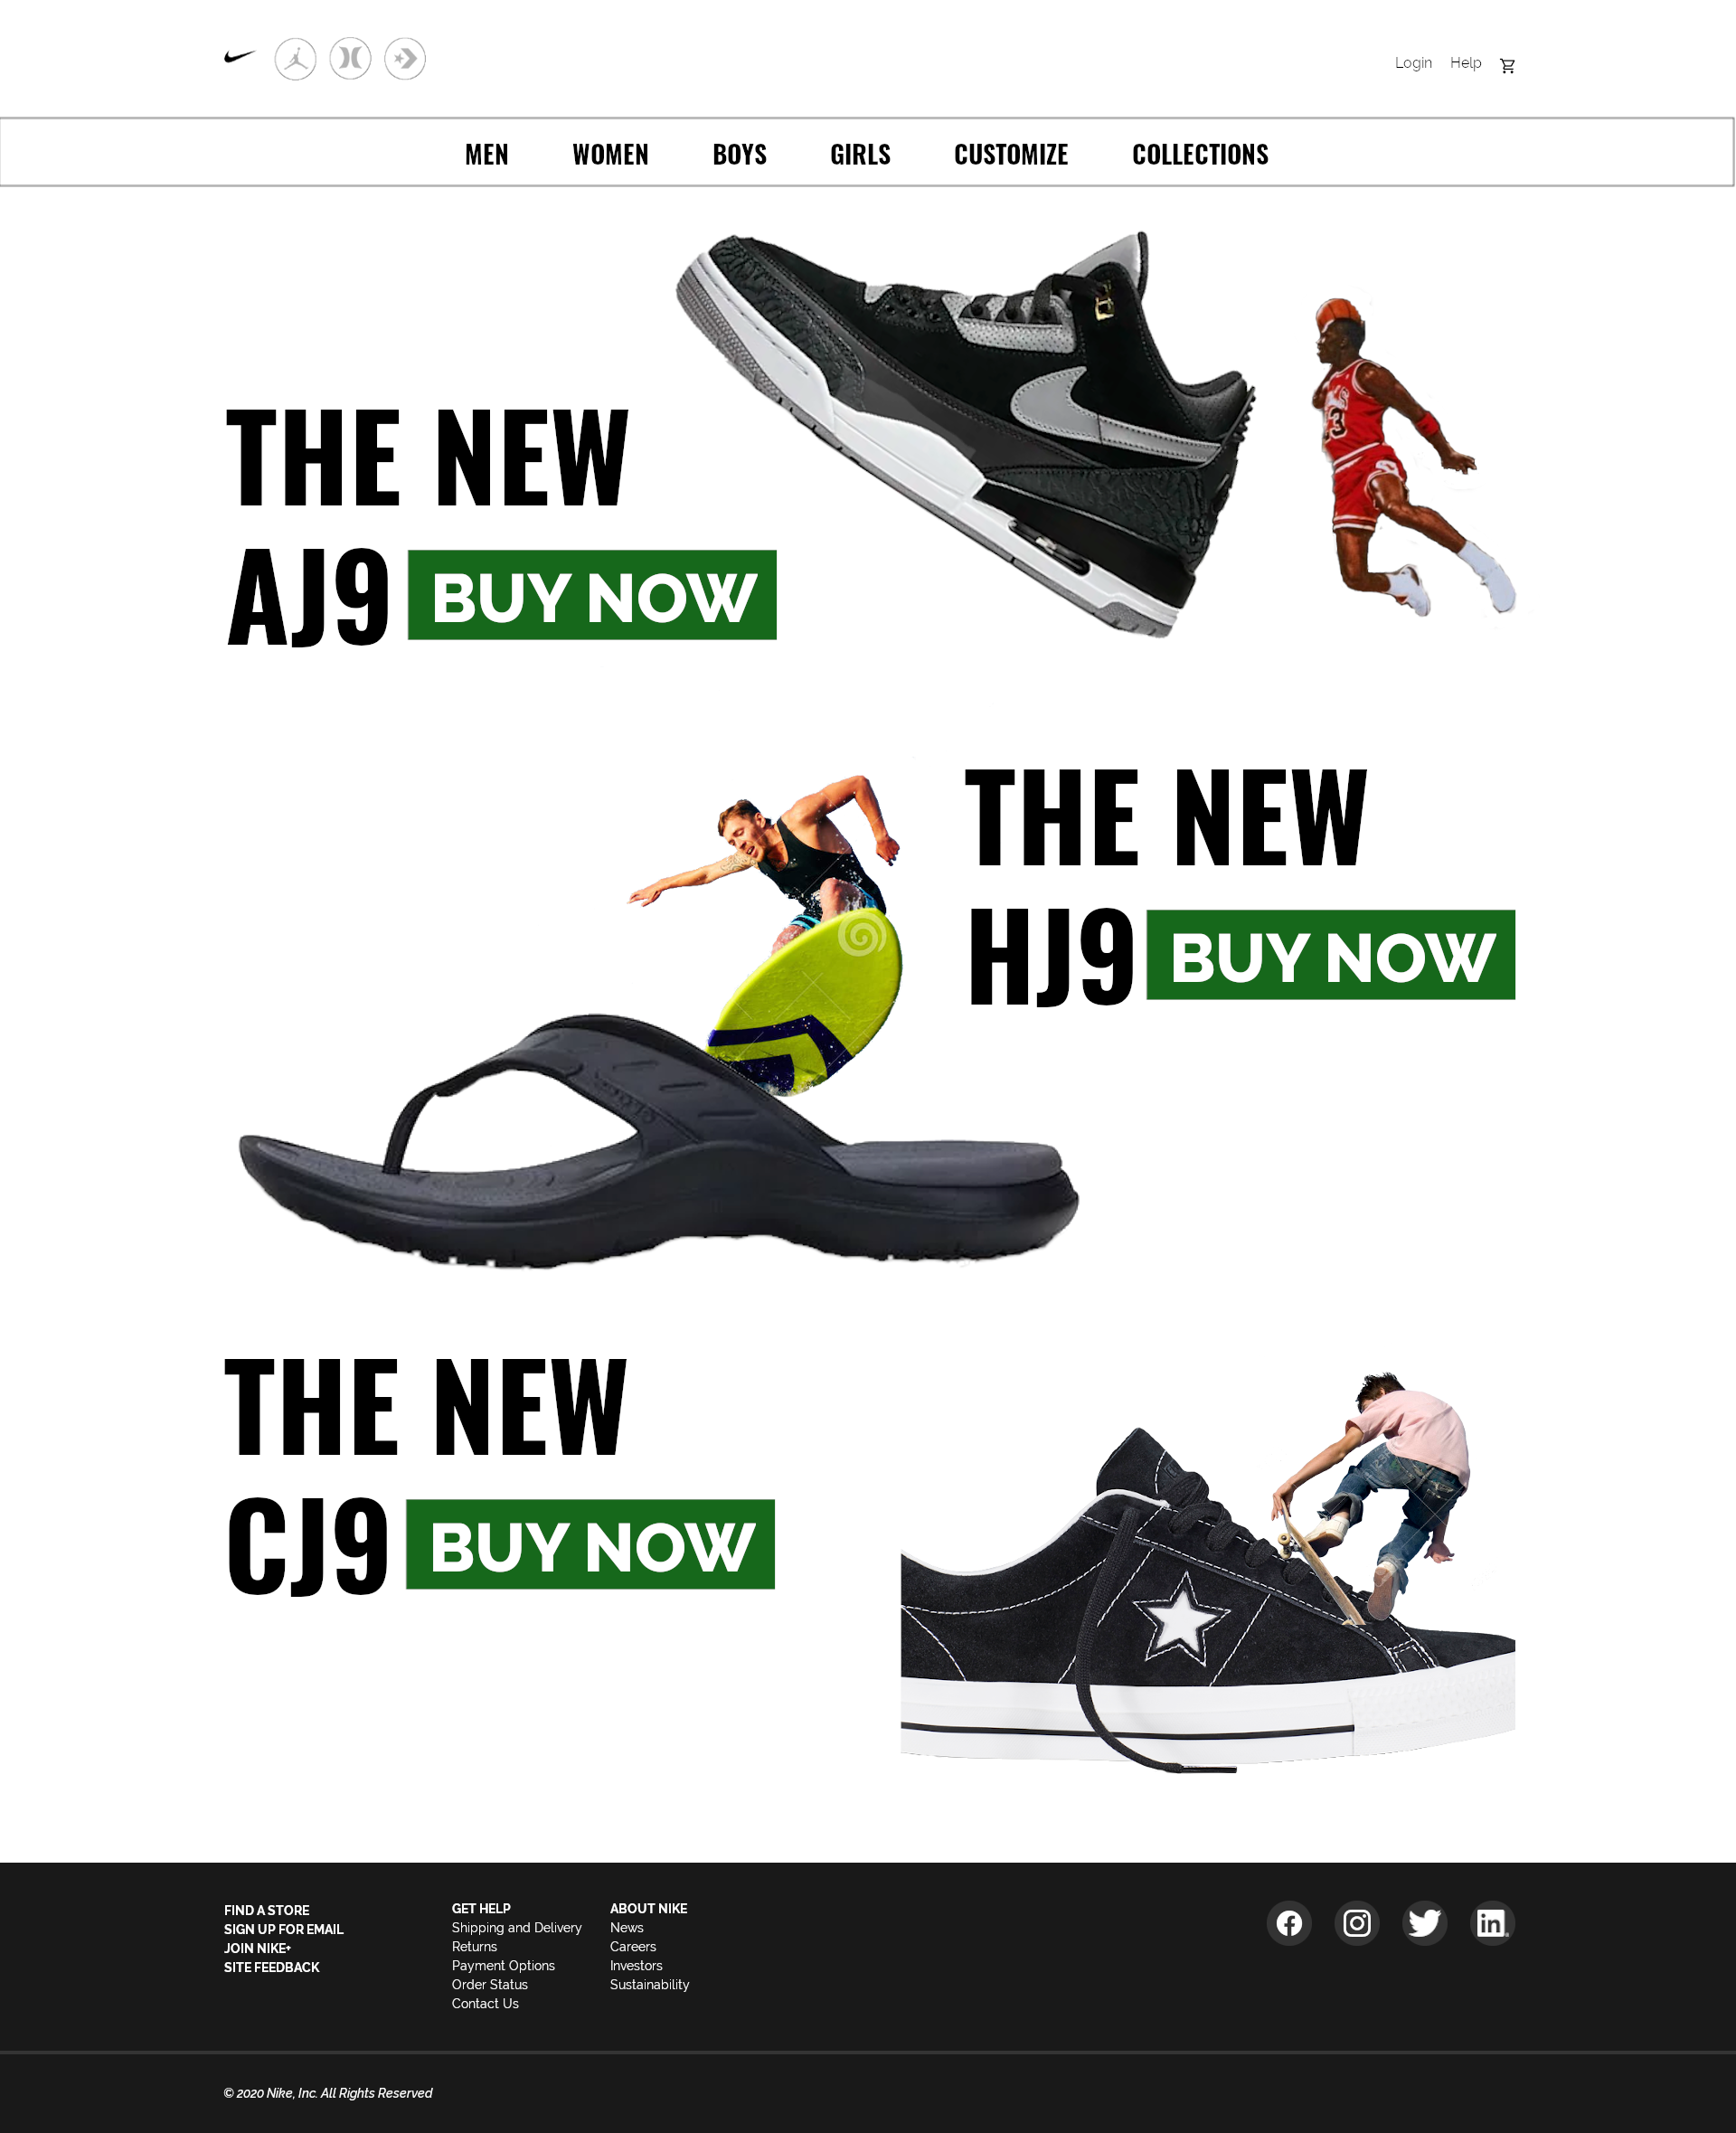 Login Help
MEN WOMEN BOYS GIRLS CUSTOMIZE COLLECTIONS
THE NEW
AJ9 BUY NOW
23
THE NEW
HJ9 BUY NOW
THE NEW
CJ9 BUY NOW
FIND A STORE
SIGN UP FOR EMAIL
JOIN NIKE+
SITE FEEDBACK
GET HELP
Shipping and Delivery
Returns
Payment Options
Order Status
Contact Us
ABOUT NIKE
News
Careers
Investors
Sustainability
in
© 2020 Nike, Inc. All Rights Reserved